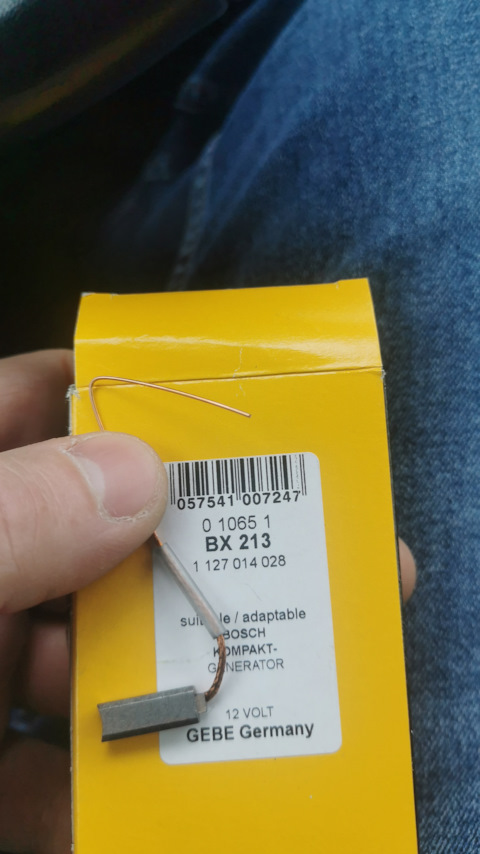 057541 007247
0 1065 1
BX 213
1 127 014 028
/ adaptable
BOSCH
KOMPAKT-
GENERATOR
12 VOLT
GEBE Germany